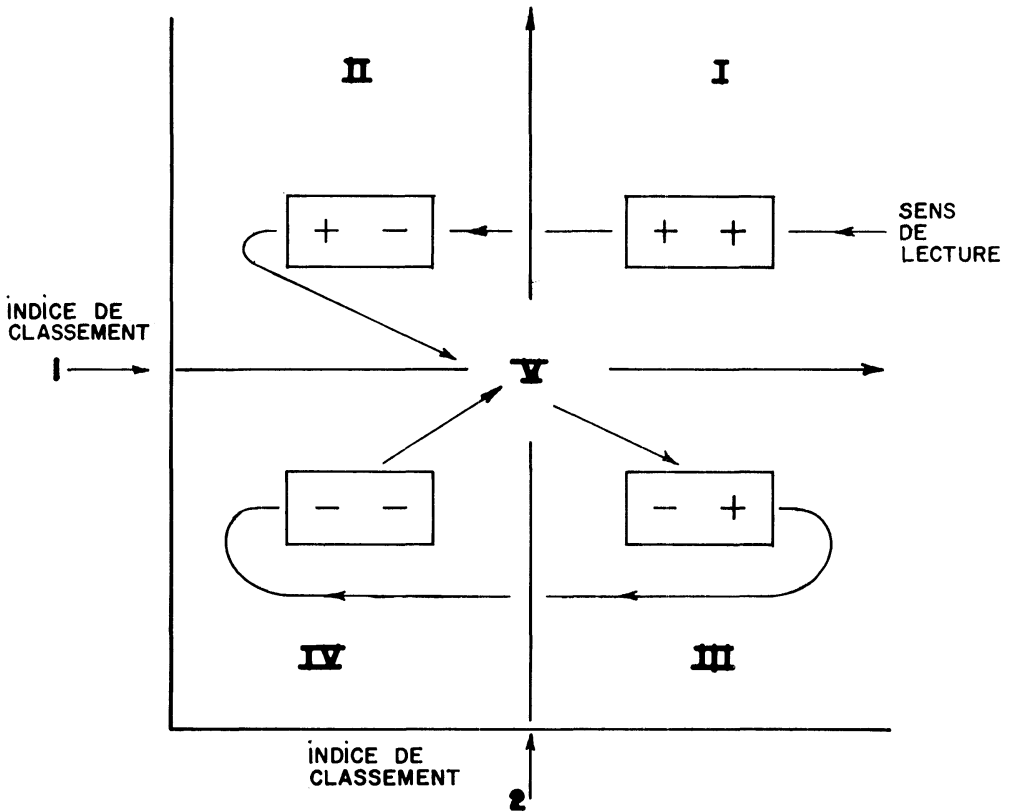 II
I
+ -
+ +
SENS
DE
LECTURE
INDICE DE
CLASSEMENT
1
V
- -
- +
IV
III
INDICE DE
CLASSEMENT
2